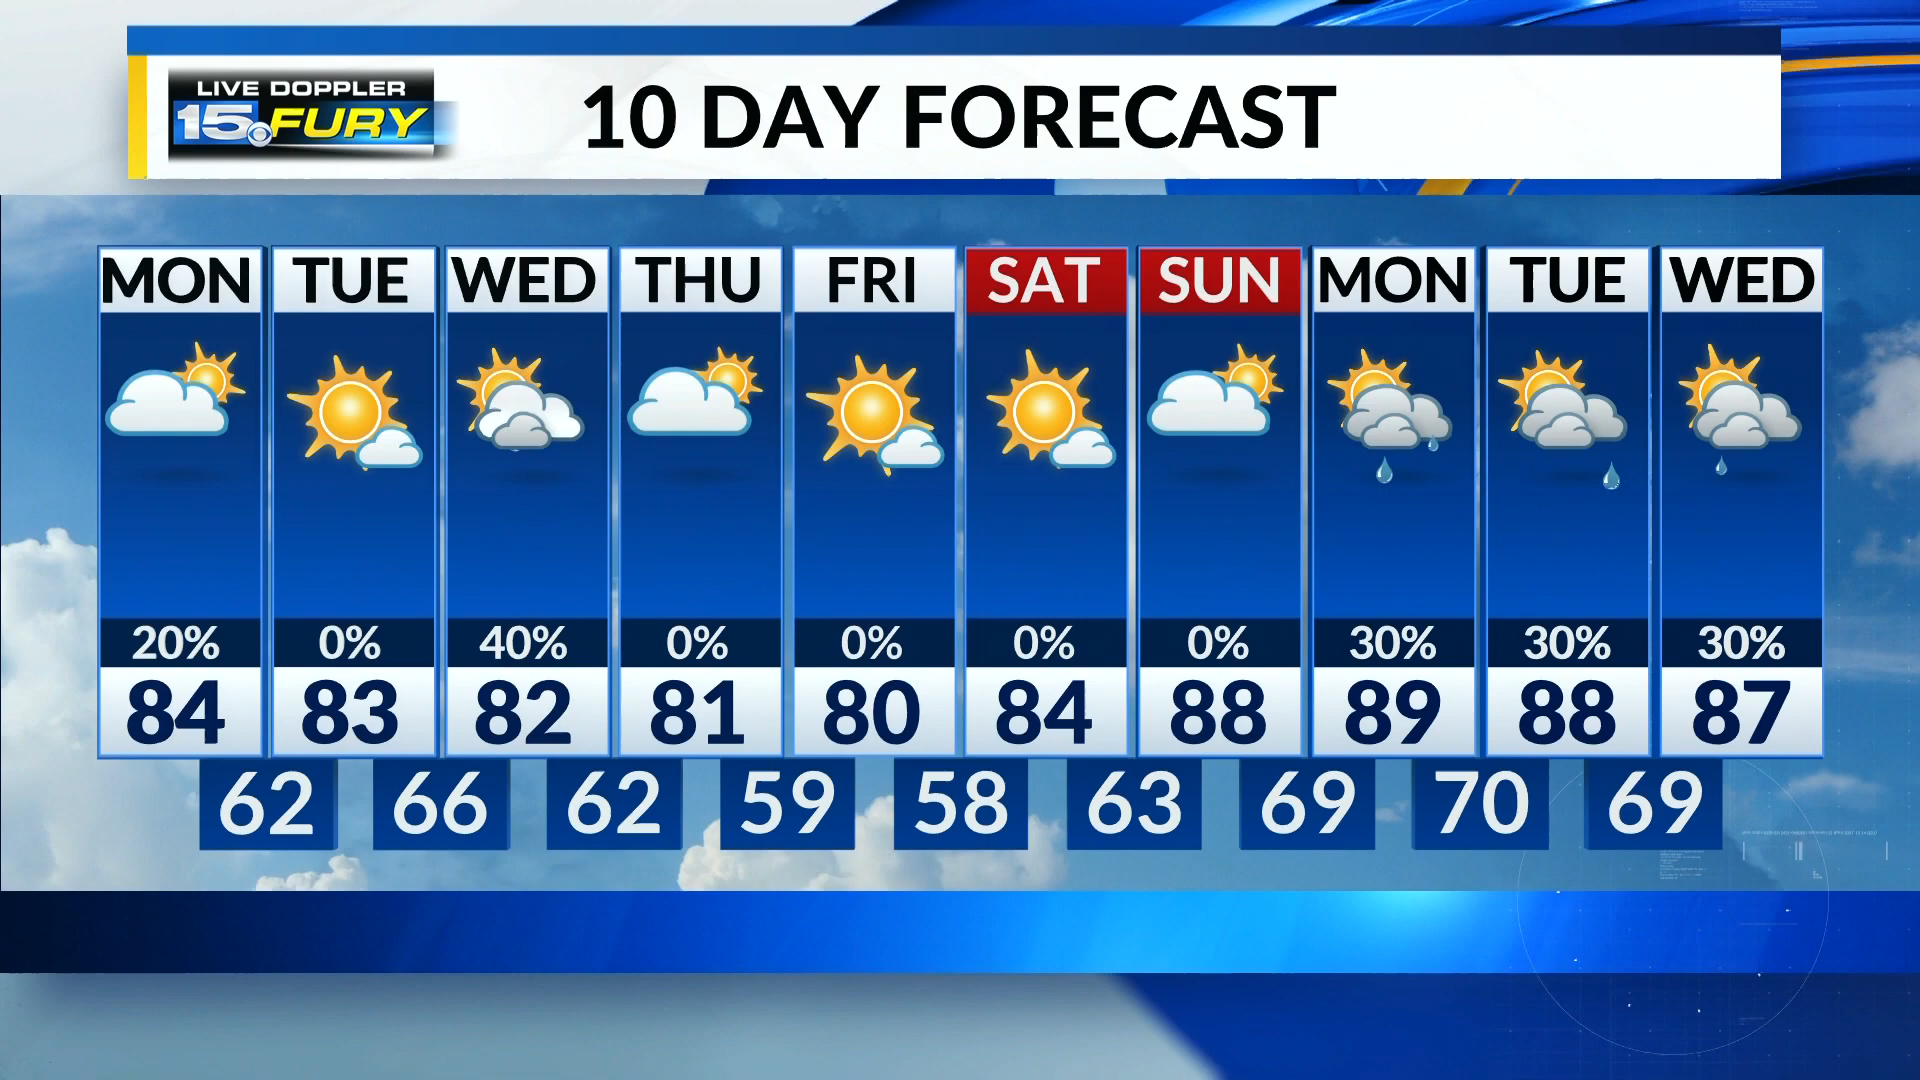 LIVE DOPPLER
15 FURY
10 DAY FORECAST
MON TUE WED THU FRI SAT SUN MON TUE WED
20% 0% 40% 0% 0% 0% 0% 30% 30% 30%
84 83 82 81 80 84 88 89 88 87
62 66 62 59 58 63 69 70 69